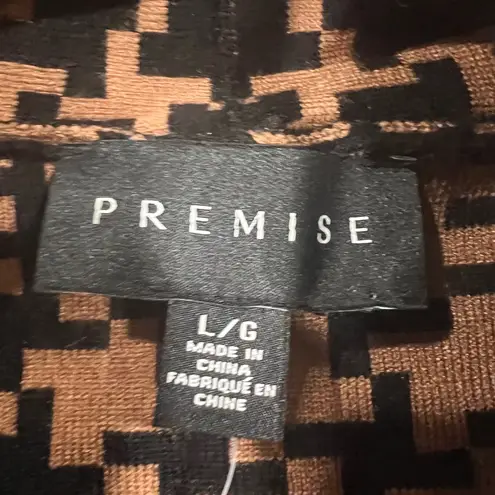 PREMISE
L/G
MADE IN
CHINA
FABRIQUÉ EN
CHINE